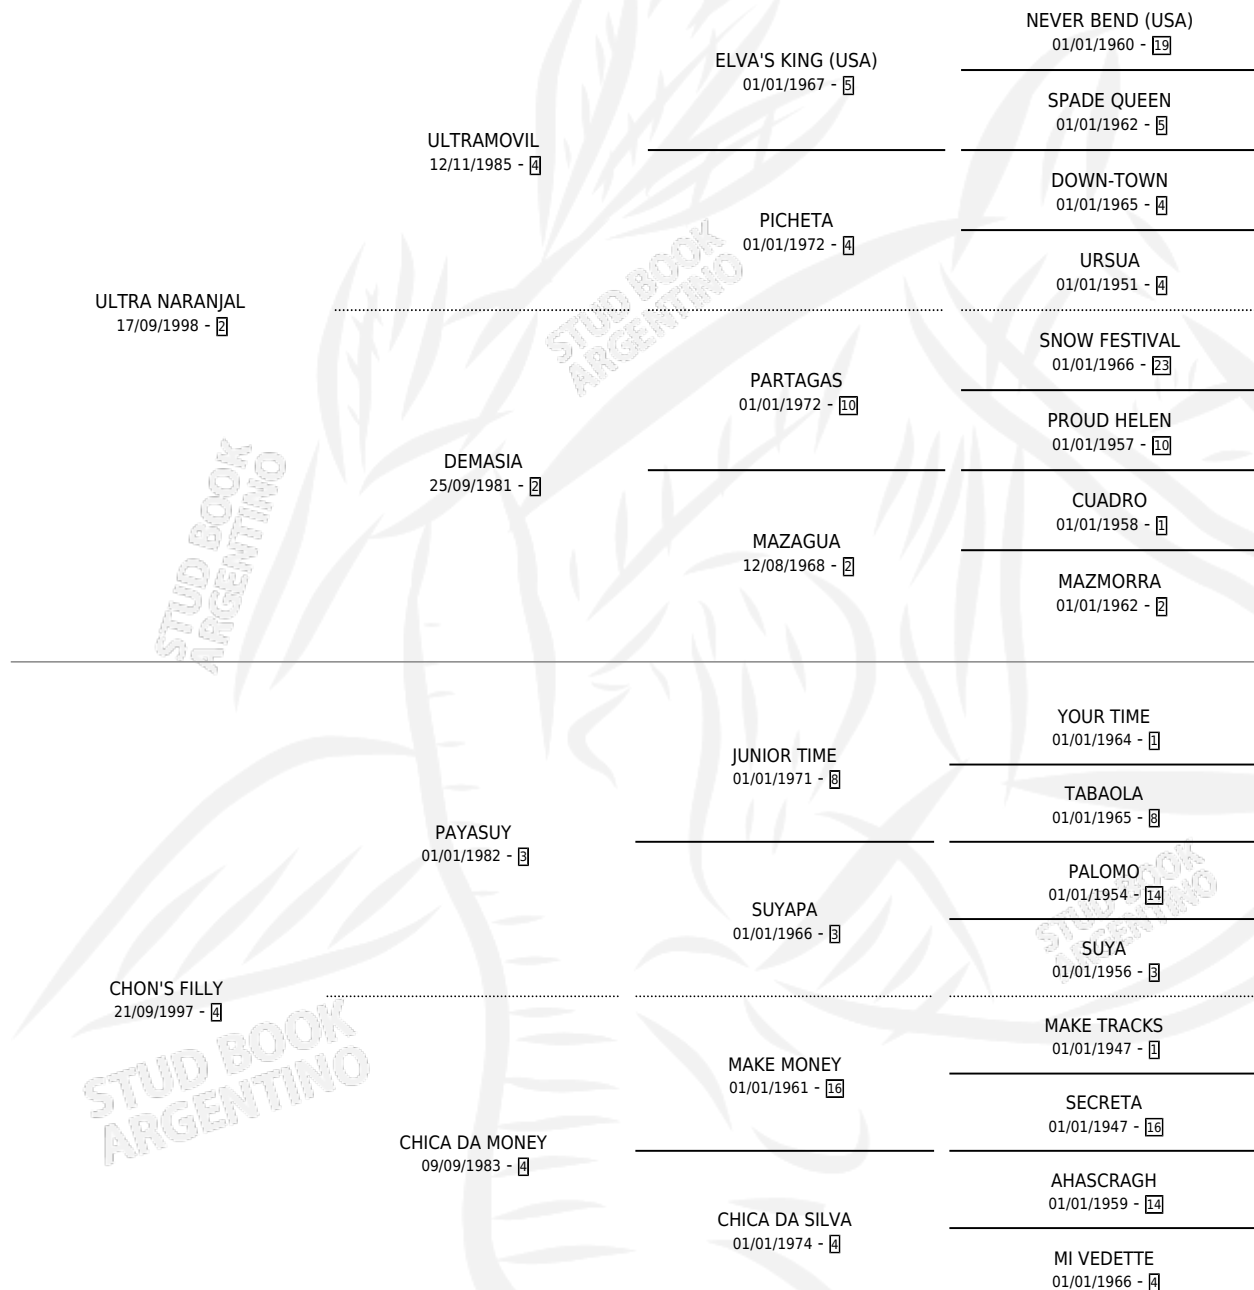 NEVER BEND (USA)
01/01/1960 - 19
ELVA'S KING (USA)
01/01/1967 - 5
SPADE QUEEN
01/01/1962 - 5
ULTRAMOVIL
12/11/1985 - 4
DOWN-TOWN
01/01/1965 - 4
PICHETA
01/01/1972 - 4
URSUA
01/01/1951 - 4
ULTRA NARANJAL
17/09/1998 - 2
STUD BOOK
ARGENTINO
SNOW FESTIVAL
01/01/1966 - 23
PARTAGAS
01/01/1972 - 10
PROUD HELEN
01/01/1957 - 10
DEMASIA
25/09/1981 - 2
CUADRO
01/01/1958 - 1
MAZAGUA
12/08/1968 - 2
MAZMORRA
01/01/1962 - 2
STUD BOOK
ARGENTINO
YOUR TIME
01/01/1964 - 1
JUNIOR TIME
01/01/1971 - 8
TABAOLA
01/01/1965 - 8
PAYASUY
01/01/1982 - 3
PALOMO
01/01/1954 - 14
SUYAPA
01/01/1966 - 3
STUD BOOK
ARGENTINO
SUYA
01/01/1956 - 3
CHON'S FILLY
21/09/1997 - 4
MAKE TRACKS
01/01/1947 - 1
MAKE MONEY
01/01/1961 - 16
STUD BOOK
ARGENTINO
SECRETA
01/01/1947 - 16
CHICA DA MONEY
09/09/1983 - 4
AHASCRAGH
01/01/1959 - 14
CHICA DA SILVA
01/01/1974 - 4
MI VEDETTE
01/01/1966 - 4